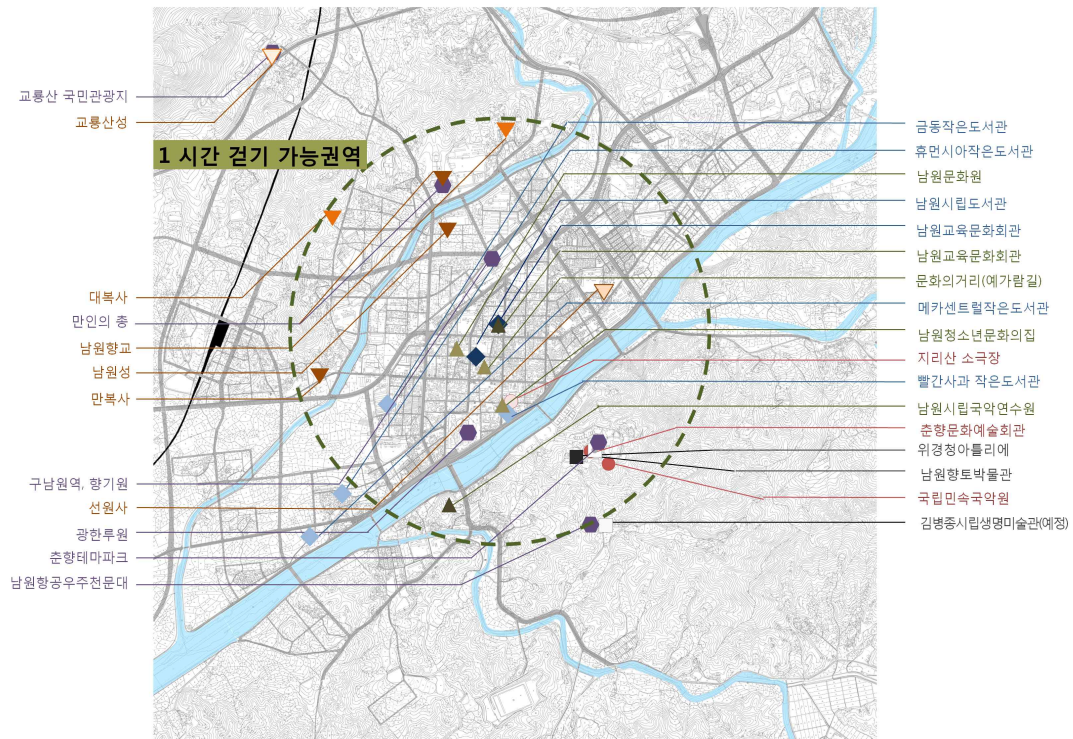 교룡산 국민관광지
교룡산성
1 시간 걷기 가능권역
대복사
만인의 총
남원향교
남원성
만복사
구남원역, 향기원
선원사
광한루원
춘향테마파크
남원항공우주천문대
금동작은도서관
휴먼시아작은도서관
남원문화원
남원시립도서관
남원교육문화회관
남원교육문화회관
문화의거리(예가람길)
메카센트럴작은도서관
남원청소년문화의집
지리산 소극장
빨간사과 작은도서관
남원시립국악연수원
춘향문화예술회관
위경청아틀리에
남원향토박물관
국립민속국악원
김병종시립생명미술관(예정)